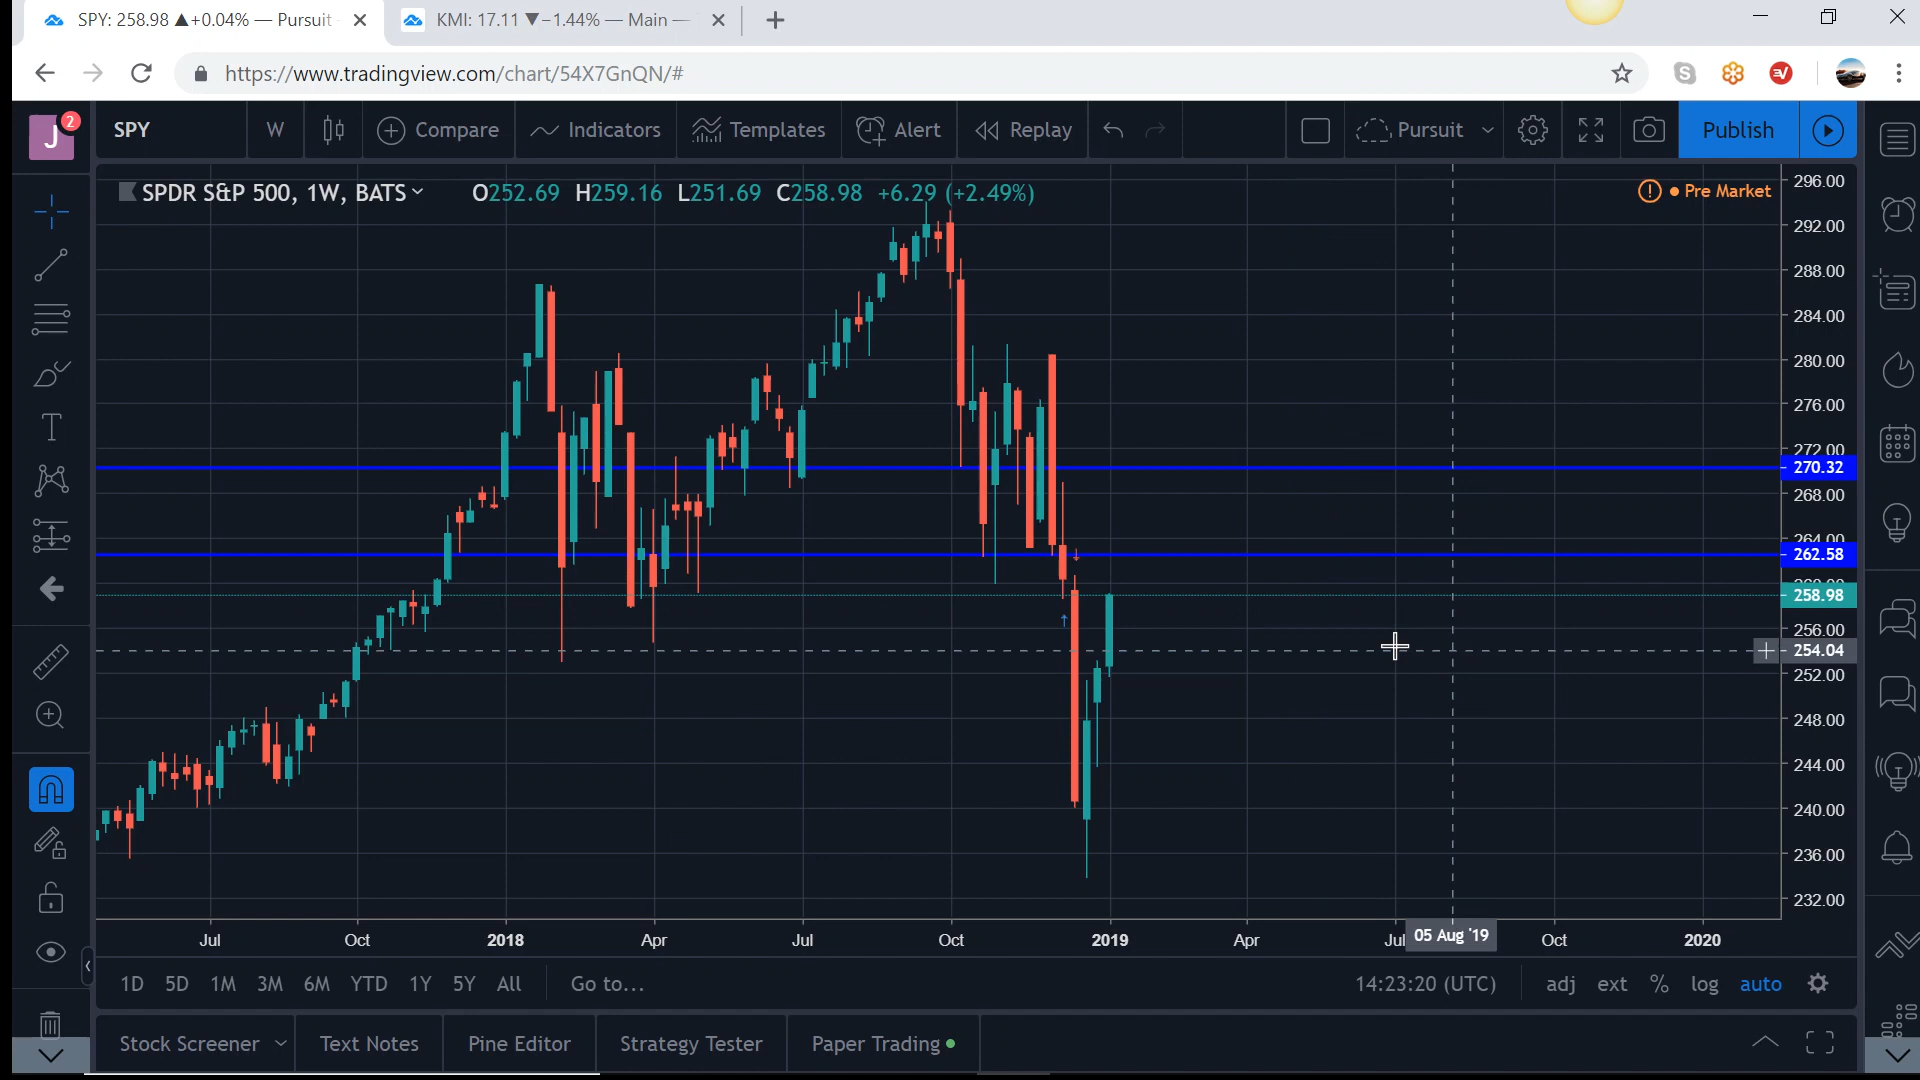 SPY: 258.98 ▲+0.04% — Pursuit
KMI: 17.11 ▼−1.44% — Main —
https://www.tradingview.com/chart/54X7GnQN/#
J
2
SPY
W
Compare
Indicators
Templates
Alert
Replay
Pursuit
Publish
SPDR S&P 500, 1W, BATS
O252.69 H259.16 L251.69 C258.98 +6.29 (+2.49%)
Pre Market
296.00
292.00
288.00
284.00
280.00
276.00
272.00
270.32
268.00
264.00
262.58
258.98
256.00
254.04
252.00
248.00
244.00
240.00
236.00
232.00
Jul
Oct
2018
Apr
Jul
Oct
2019
Apr
Jul
05 Aug '19
Oct
2020
1D 5D 1M 3M 6M YTD 1Y 5Y All
Go to...
14:23:20 (UTC)
adj ext % log auto
Stock Screener
Text Notes
Pine Editor
Strategy Tester
Paper Trading